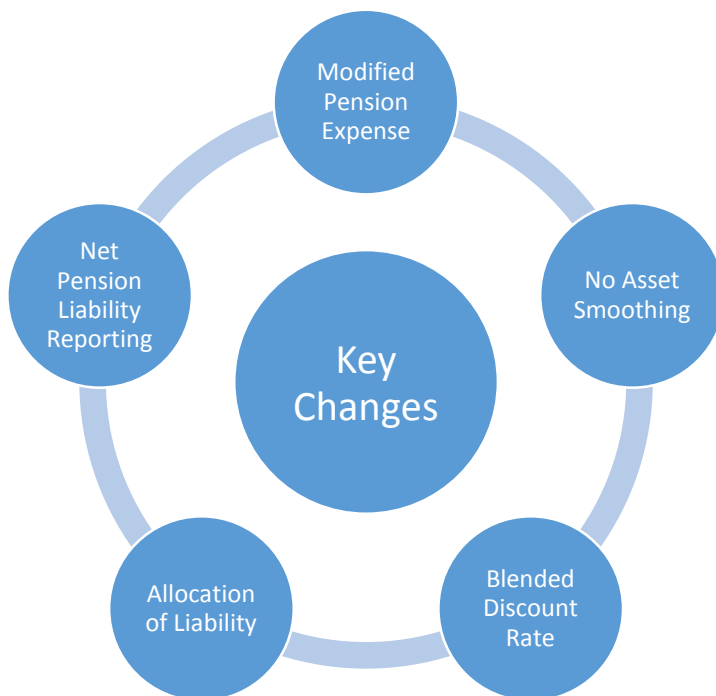 Modified
Pension
Expense
No Asset
Smoothing
Blended
Discount
Rate
Allocation
of Liability
Net
Pension
Liability
Reporting
Key
Changes